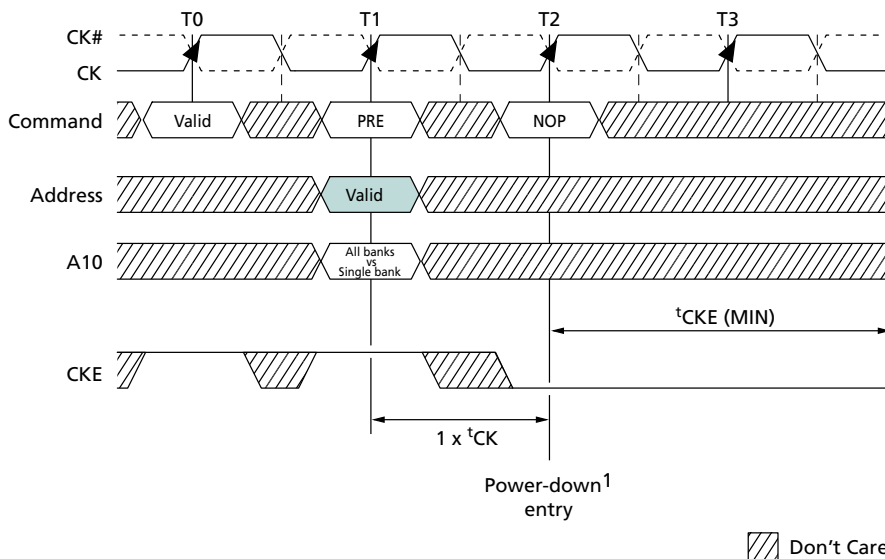 T0 T1 T2 T3
CK#
CK
Command Valid PRE NOP
Address Valid
A10 All banks
vs
Single bank
tCKE (MIN)
CKE
1 x tCK
Power-down1
entry
Don't Care